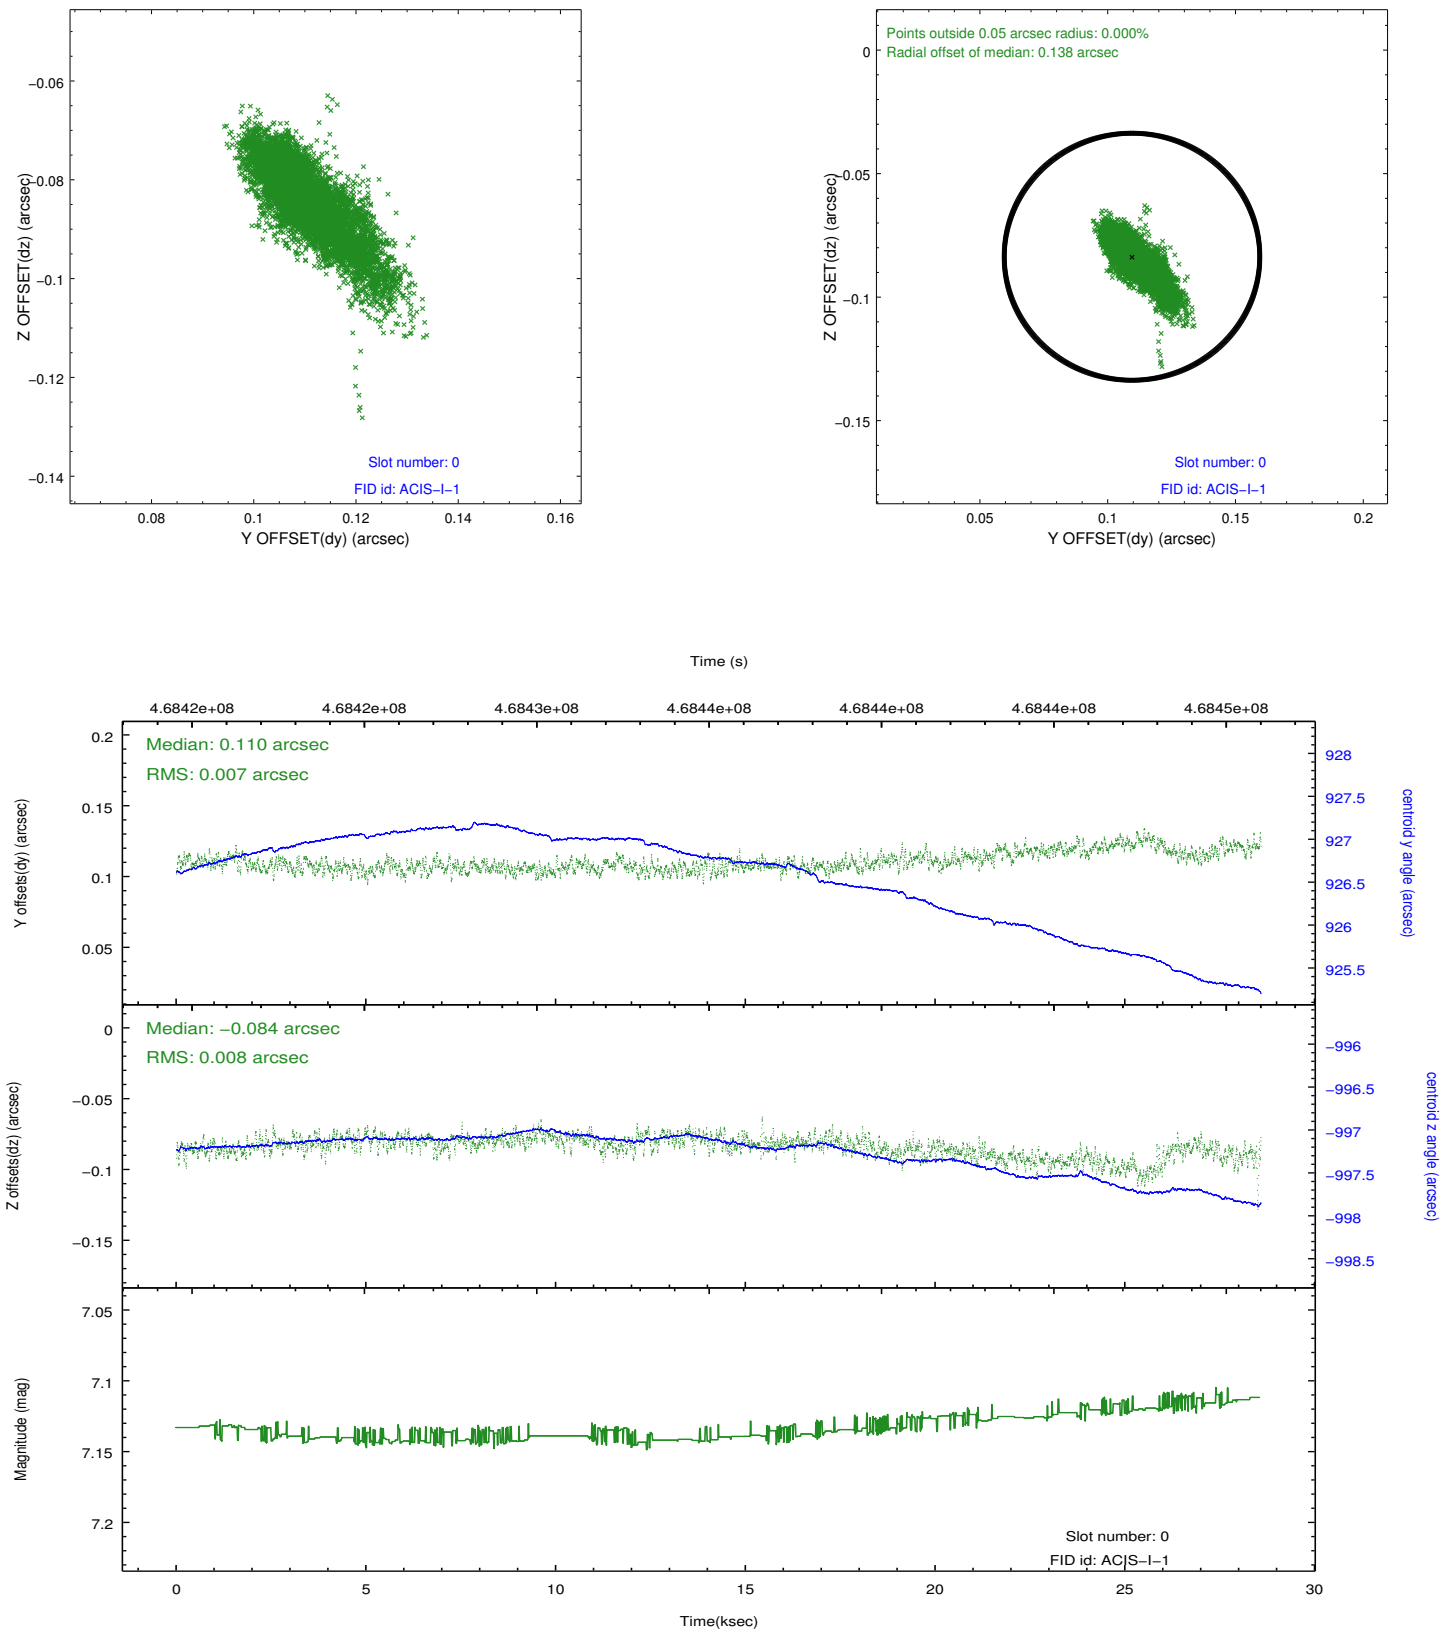 −0.06
−0.08
−0.1
−0.12
−0.14
Z OFFSET(dz) (arcsec)
Slot number: 0
FID id: ACIS−I−1
0.08
0.1
0.12
0.14
0.16
Y OFFSET(dy) (arcsec)
Points outside 0.05 arcsec radius: 0.000%
Radial offset of median: 0.138 arcsec
0
−0.05
−0.1
−0.15
Z OFFSET(dz) (arcsec)
Slot number: 0
FID id: ACIS−I−1
0.05
0.1
0.15
0.2
Y OFFSET(dy) (arcsec)
Time (s)
4.6842e+08
4.6842e+08
4.6843e+08
4.6844e+08
4.6844e+08
4.6844e+08
4.6845e+08
Median: 0.110 arcsec
RMS: 0.007 arcsec
0.2
0.15
0.1
0.05
Y offsets(dy) (arcsec)
928
927.5
927
926.5
926
925.5
centroid y angle (arcsec)
Median: −0.084 arcsec
RMS: 0.008 arcsec
0
−0.05
−0.1
−0.15
Z offsets(dz) (arcsec)
−996
−996.5
−997
−997.5
−998
−998.5
centroid z angle (arcsec)
7.05
7.1
7.15
7.2
Magnitude (mag)
Slot number: 0
FID id: ACIS−I−1
0
5
10
15
20
25
30
Time(ksec)